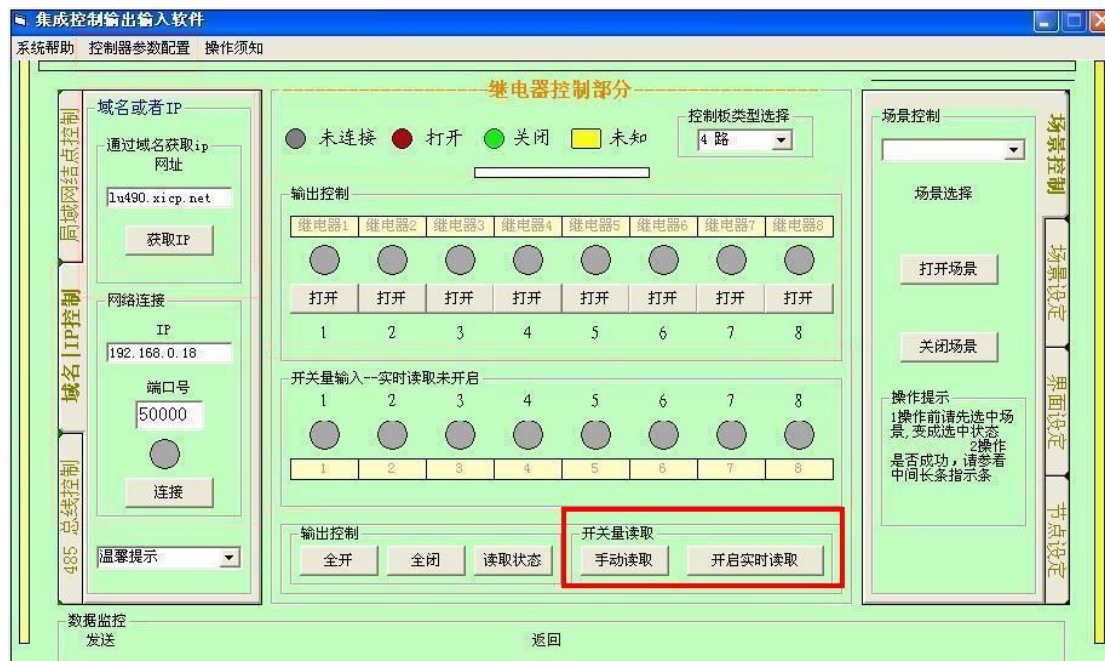 集成控制输出输入软件
系统帮助 控制器参数配置 操作须知
局域网结点控制
域名|IP控制
485 总线控制
域名或者IP
通过域名获取ip
网址
lu490.xicp.net
获取IP
网络连接
IP
192.168.0.18
端口号
50000
连接
温馨提示
继电器控制部分
未连接 打开 关闭 未知
控制板类型选择
4 路
输出控制
继电器1 继电器2 继电器3 继电器4 继电器5 继电器6 继电器7 继电器8
打开 打开 打开 打开 打开 打开 打开 打开
1 2 3 4 5 6 7 8
开关量输入--实时读取未开启
1 2 3 4 5 6 7 8
1 2 3 4 5 6 7 8
输出控制
全开 全闭 读取状态
开关量读取
手动读取 开启实时读取
场景控制
场景选择
打开场景
关闭场景
操作提示
1操作前请先选中场
景,变成选中状态
2操作
是否成功，请参看
中间长条指示条
场景控制
场景设定
界面设定
节点设定
数据监控
发送 返回